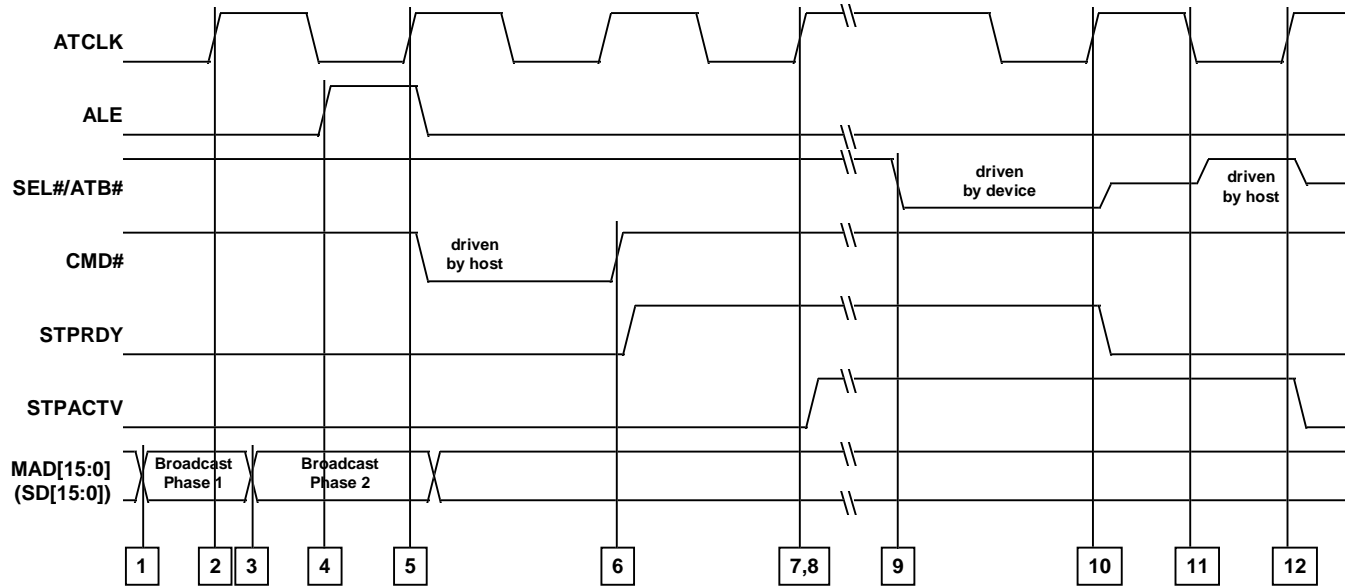 ATCLK
ALE
SEL#/ATB#
driven
by device
driven
by host
CMD#
driven
by host
STPRDY
STPACTV
MAD[15:0]
(SD[15:0])
Broadcast
Phase 1
Broadcast
Phase 2
1
2
3
4
5
6
7,8
9
10
11
12